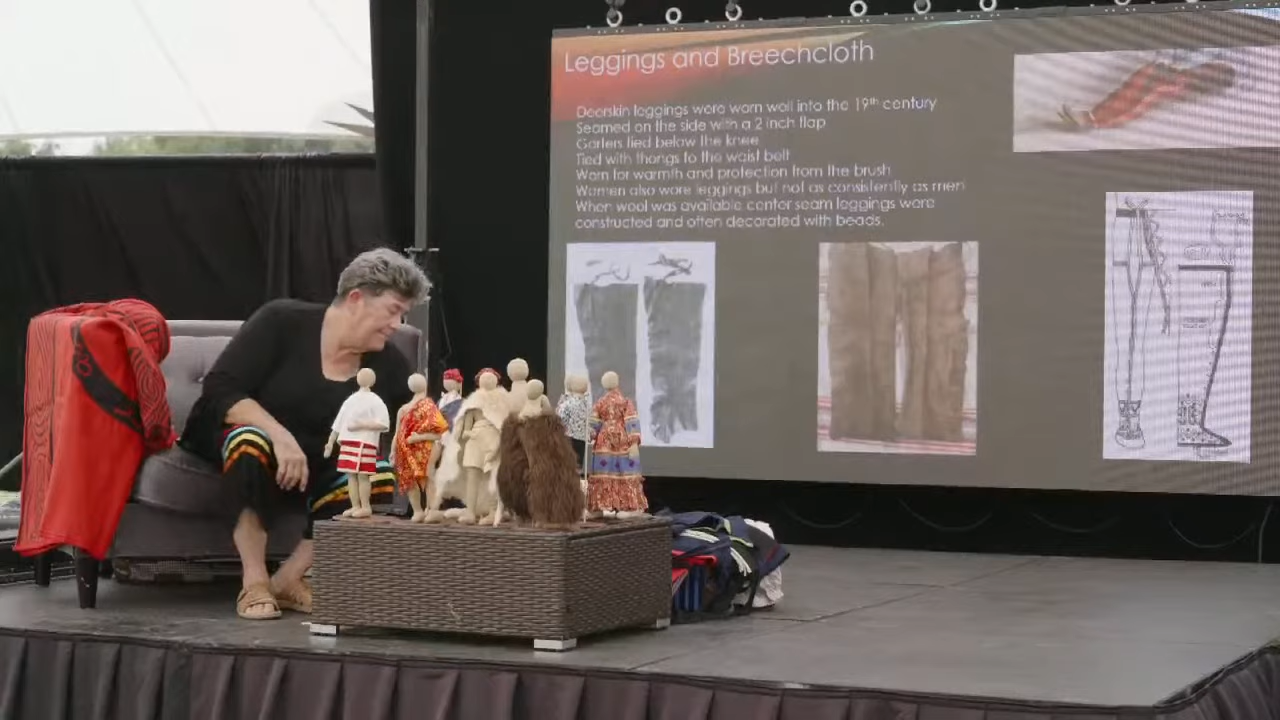 Leggings and Breechcloth
Deerskin leggings were worn well into the 19th century
Seamed on the side with a 2 inch flap
Garters tied below the knee
Tied with thongs to the waist belt
Worn for warmth and protection from the brush
Women also wore leggings but not as consistently as men
When wool was available center seam leggings were
constructed and often decorated with beads.